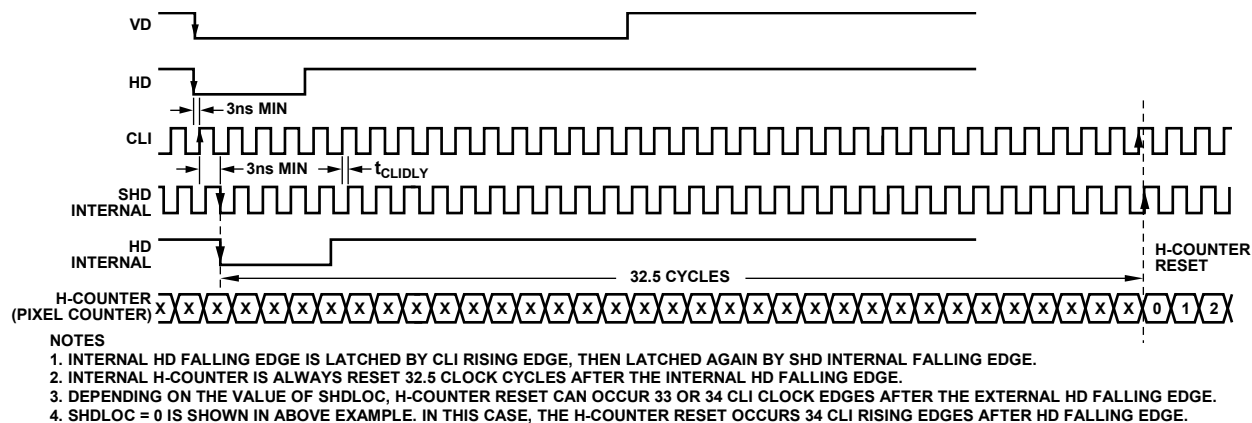 VD
HD
3ns MIN
CLI
3ns MIN
tCLIDLY
SHD
INTERNAL
HD
INTERNAL
H-COUNTER
RESET
32.5 CYCLES
H-COUNTER
(PIXEL COUNTER)
X X X X X X X X X X X X X X X X X X X X X X X X X X X X X X X X X X X 0 1 2
NOTES
1. INTERNAL HD FALLING EDGE IS LATCHED BY CLI RISING EDGE, THEN LATCHED AGAIN BY SHD INTERNAL FALLING EDGE.
2. INTERNAL H-COUNTER IS ALWAYS RESET 32.5 CLOCK CYCLES AFTER THE INTERNAL HD FALLING EDGE.
3. DEPENDING ON THE VALUE OF SHDLOC, H-COUNTER RESET CAN OCCUR 33 OR 34 CLI CLOCK EDGES AFTER THE EXTERNAL HD FALLING EDGE.
4. SHDLOC = 0 IS SHOWN IN ABOVE EXAMPLE. IN THIS CASE, THE H-COUNTER RESET OCCURS 34 CLI RISING EDGES AFTER HD FALLING EDGE.